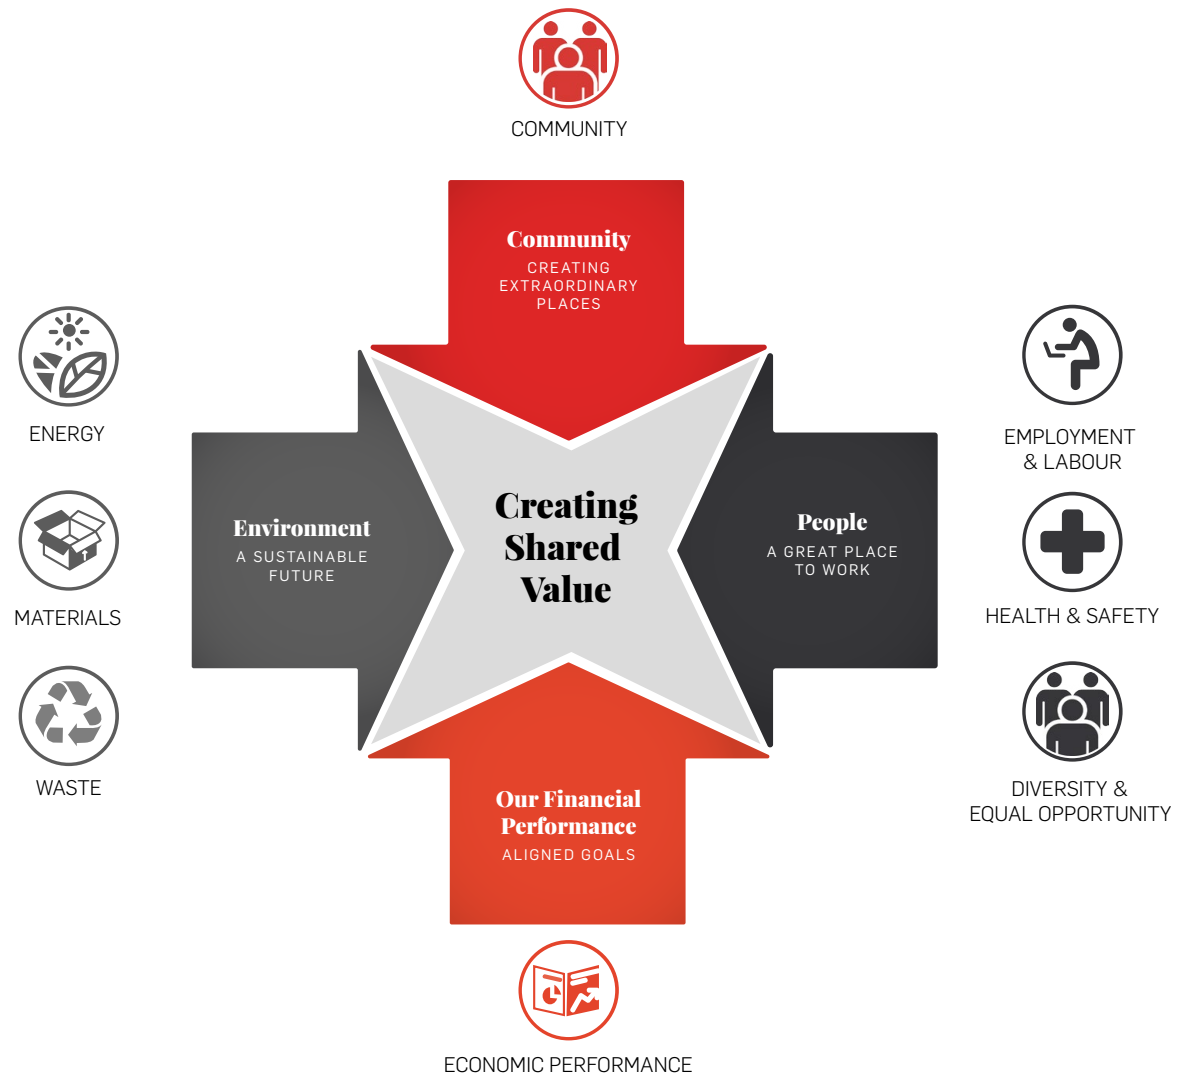 COMMUNITY
Community
CREATING
EXTRAORDINARY
PLACES
ENERGY
MATERIALS
WASTE
Environment
A SUSTAINABLE
FUTURE
Creating
Shared
Value
People
A GREAT PLACE
TO WORK
EMPLOYMENT
& LABOUR
HEALTH & SAFETY
DIVERSITY &
EQUAL OPPORTUNITY
Our Financial
Performance
ALIGNED GOALS
ECONOMIC PERFORMANCE